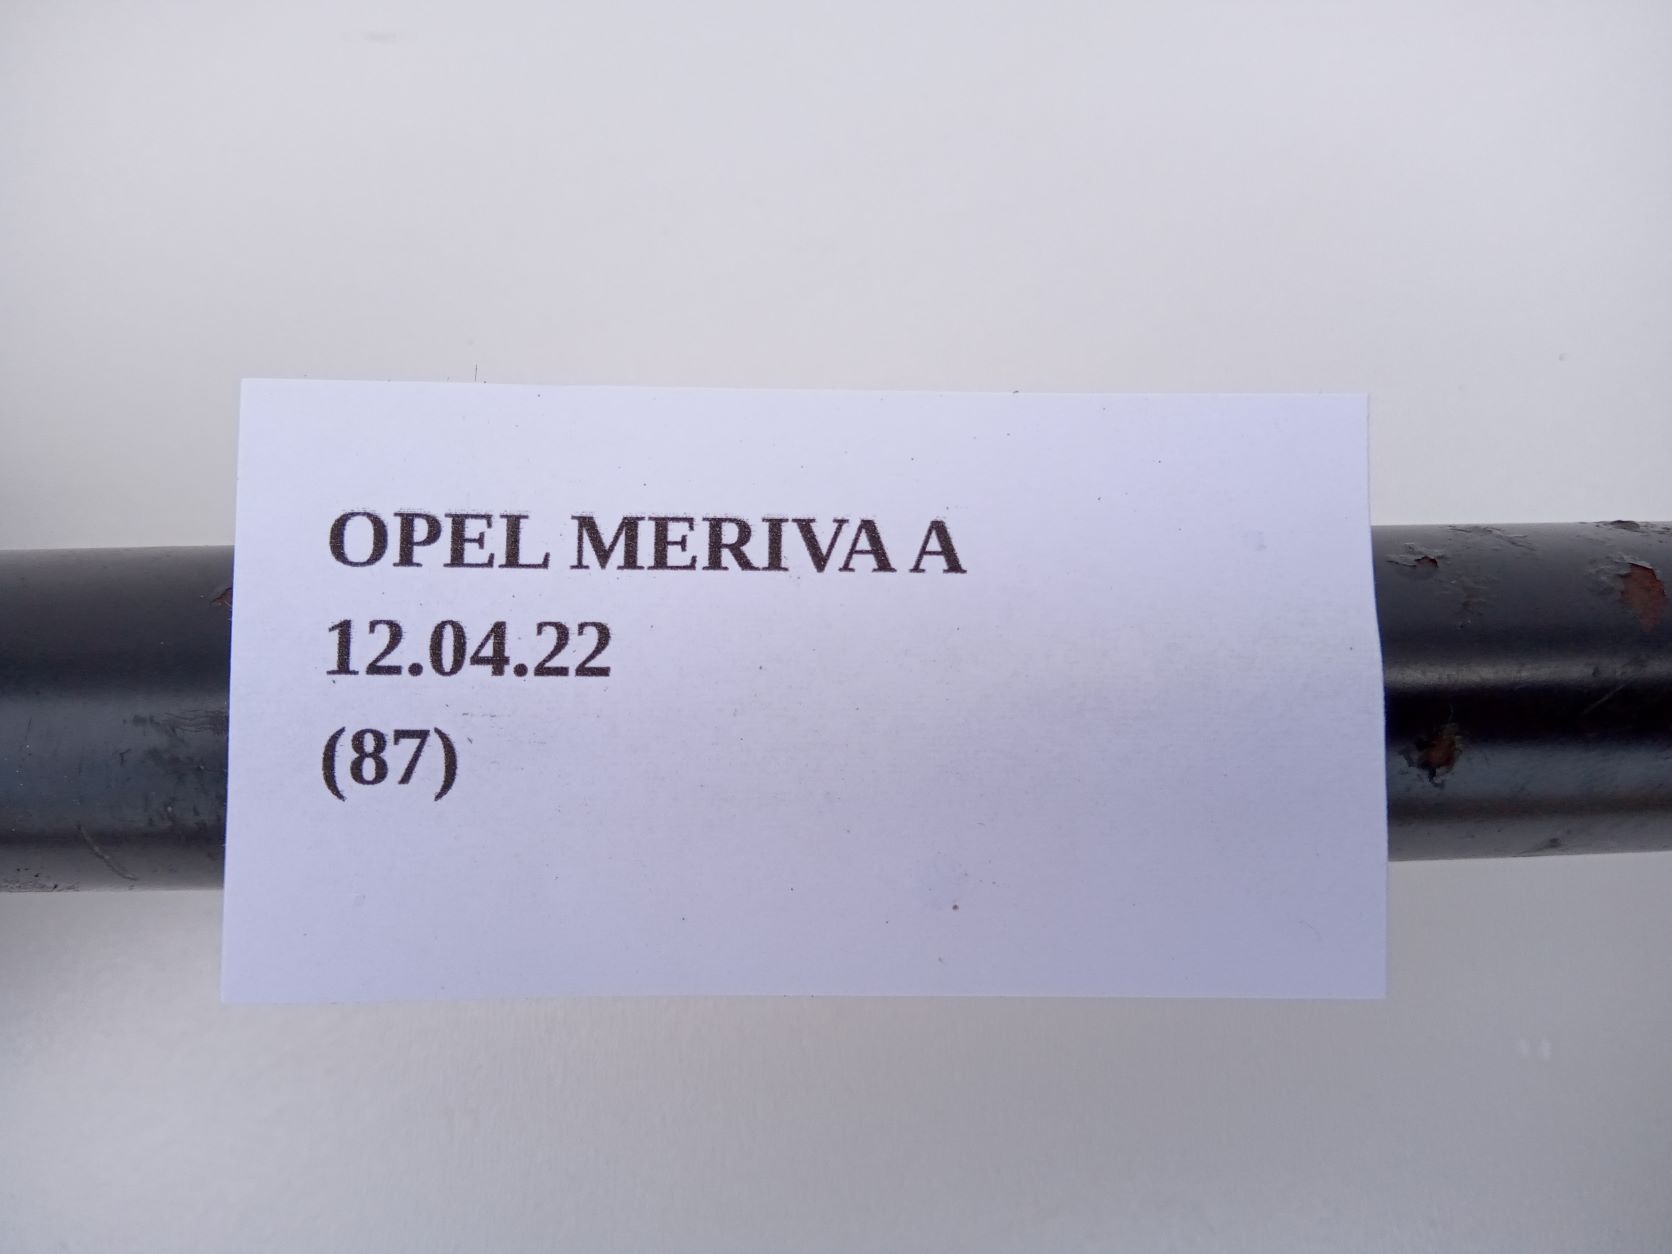 OPEL MERIVA A
12.04.22
(87)